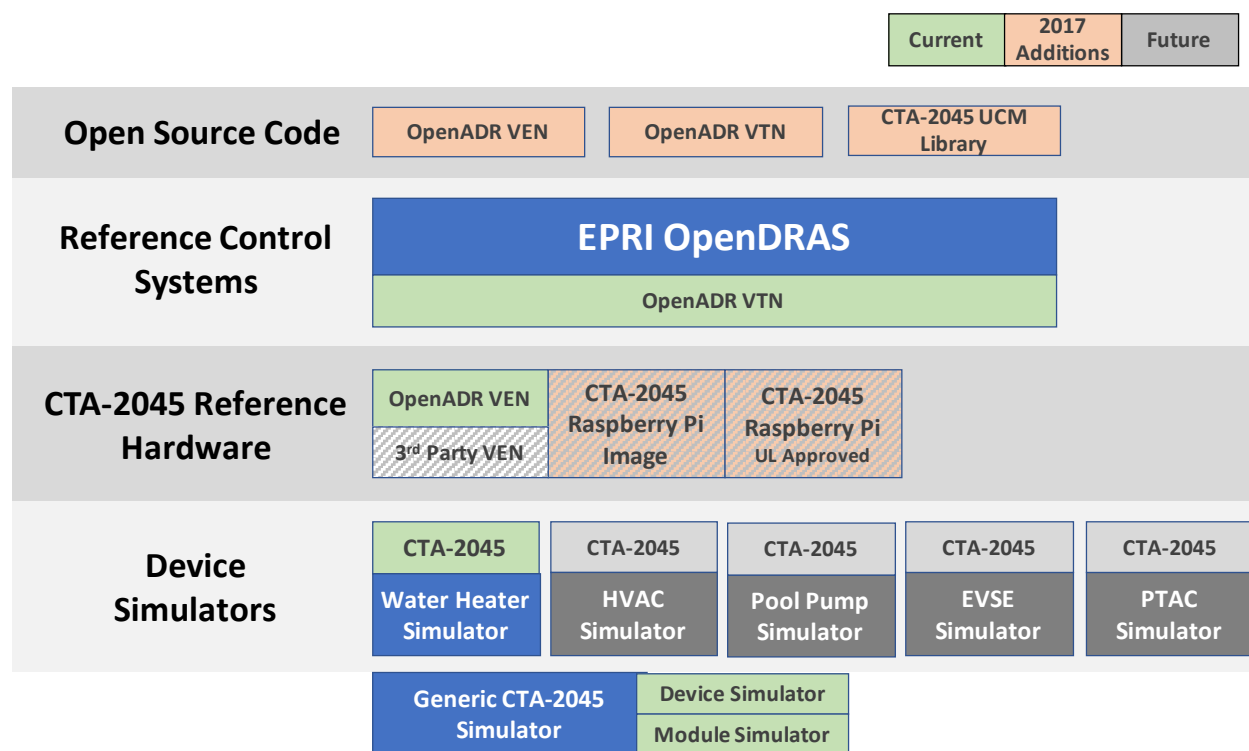 Current
2017
Additions
Future
Open Source Code
OpenADR VEN
OpenADR VTN
CTA-2045 UCM
Library
Reference Control
Systems
EPRI OpenDRAS
OpenADR VTN
CTA-2045 Reference
Hardware
OpenADR VEN
3rd Party VEN
CTA-2045
Raspberry Pi
Image
CTA-2045
Raspberry Pi
UL Approved
Device
Simulators
CTA-2045
Water Heater
Simulator
CTA-2045
HVAC
Simulator
CTA-2045
Pool Pump
Simulator
CTA-2045
EVSE
Simulator
CTA-2045
PTAC
Simulator
Generic CTA-2045
Simulator
Device Simulator
Module Simulator